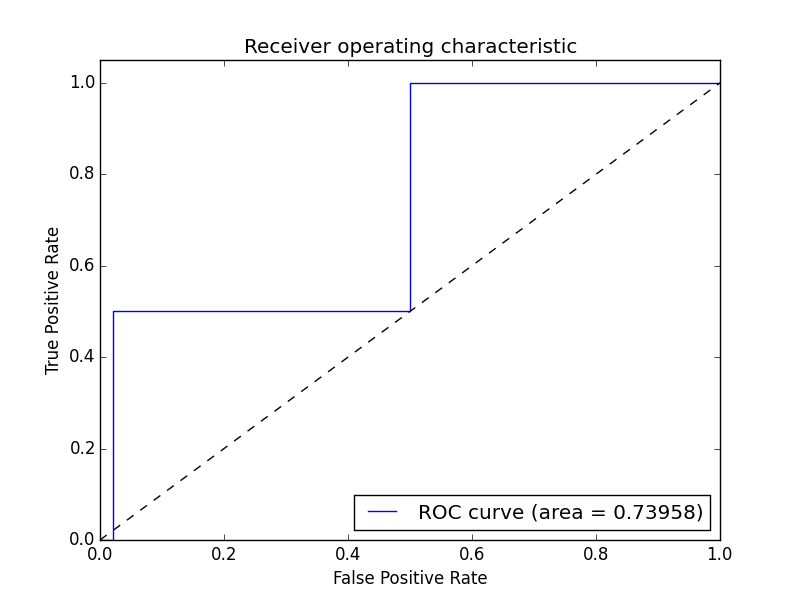 Receiver operating characteristic
True Positive Rate
1.0
0.8
0.6
0.4
0.2
0.0
ROC curve (area = 0.73958)
0.0 0.2 0.4 0.6 0.8 1.0
False Positive Rate